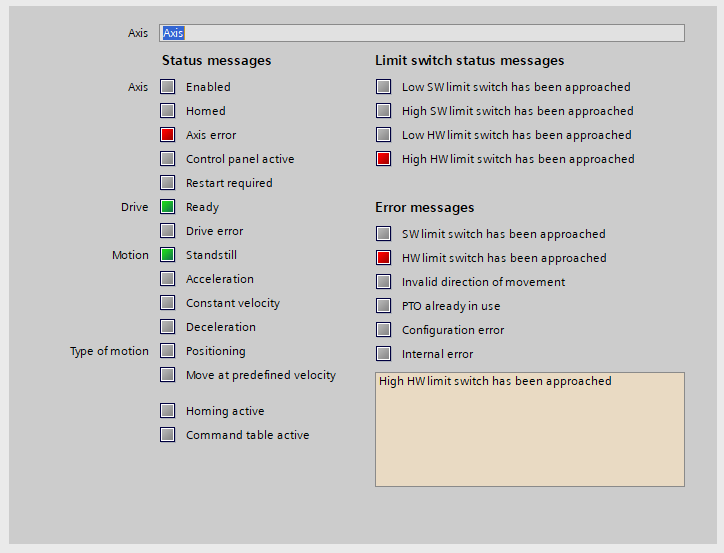 Axis Axis
Status messages
Axis Enabled
Homed
Axis error
Control panel active
Restart required
Drive Ready
Drive error
Motion Standstill
Acceleration
Constant velocity
Deceleration
Type of motion Positioning
Move at predefined velocity
Homing active
Command table active
Limit switch status messages
Low SW limit switch has been approached
High SW limit switch has been approached
Low HW limit switch has been approached
High HW limit switch has been approached
Error messages
SW limit switch has been approached
HW limit switch has been approached
Invalid direction of movement
PTO already in use
Configuration error
Internal error
High HW limit switch has been approached